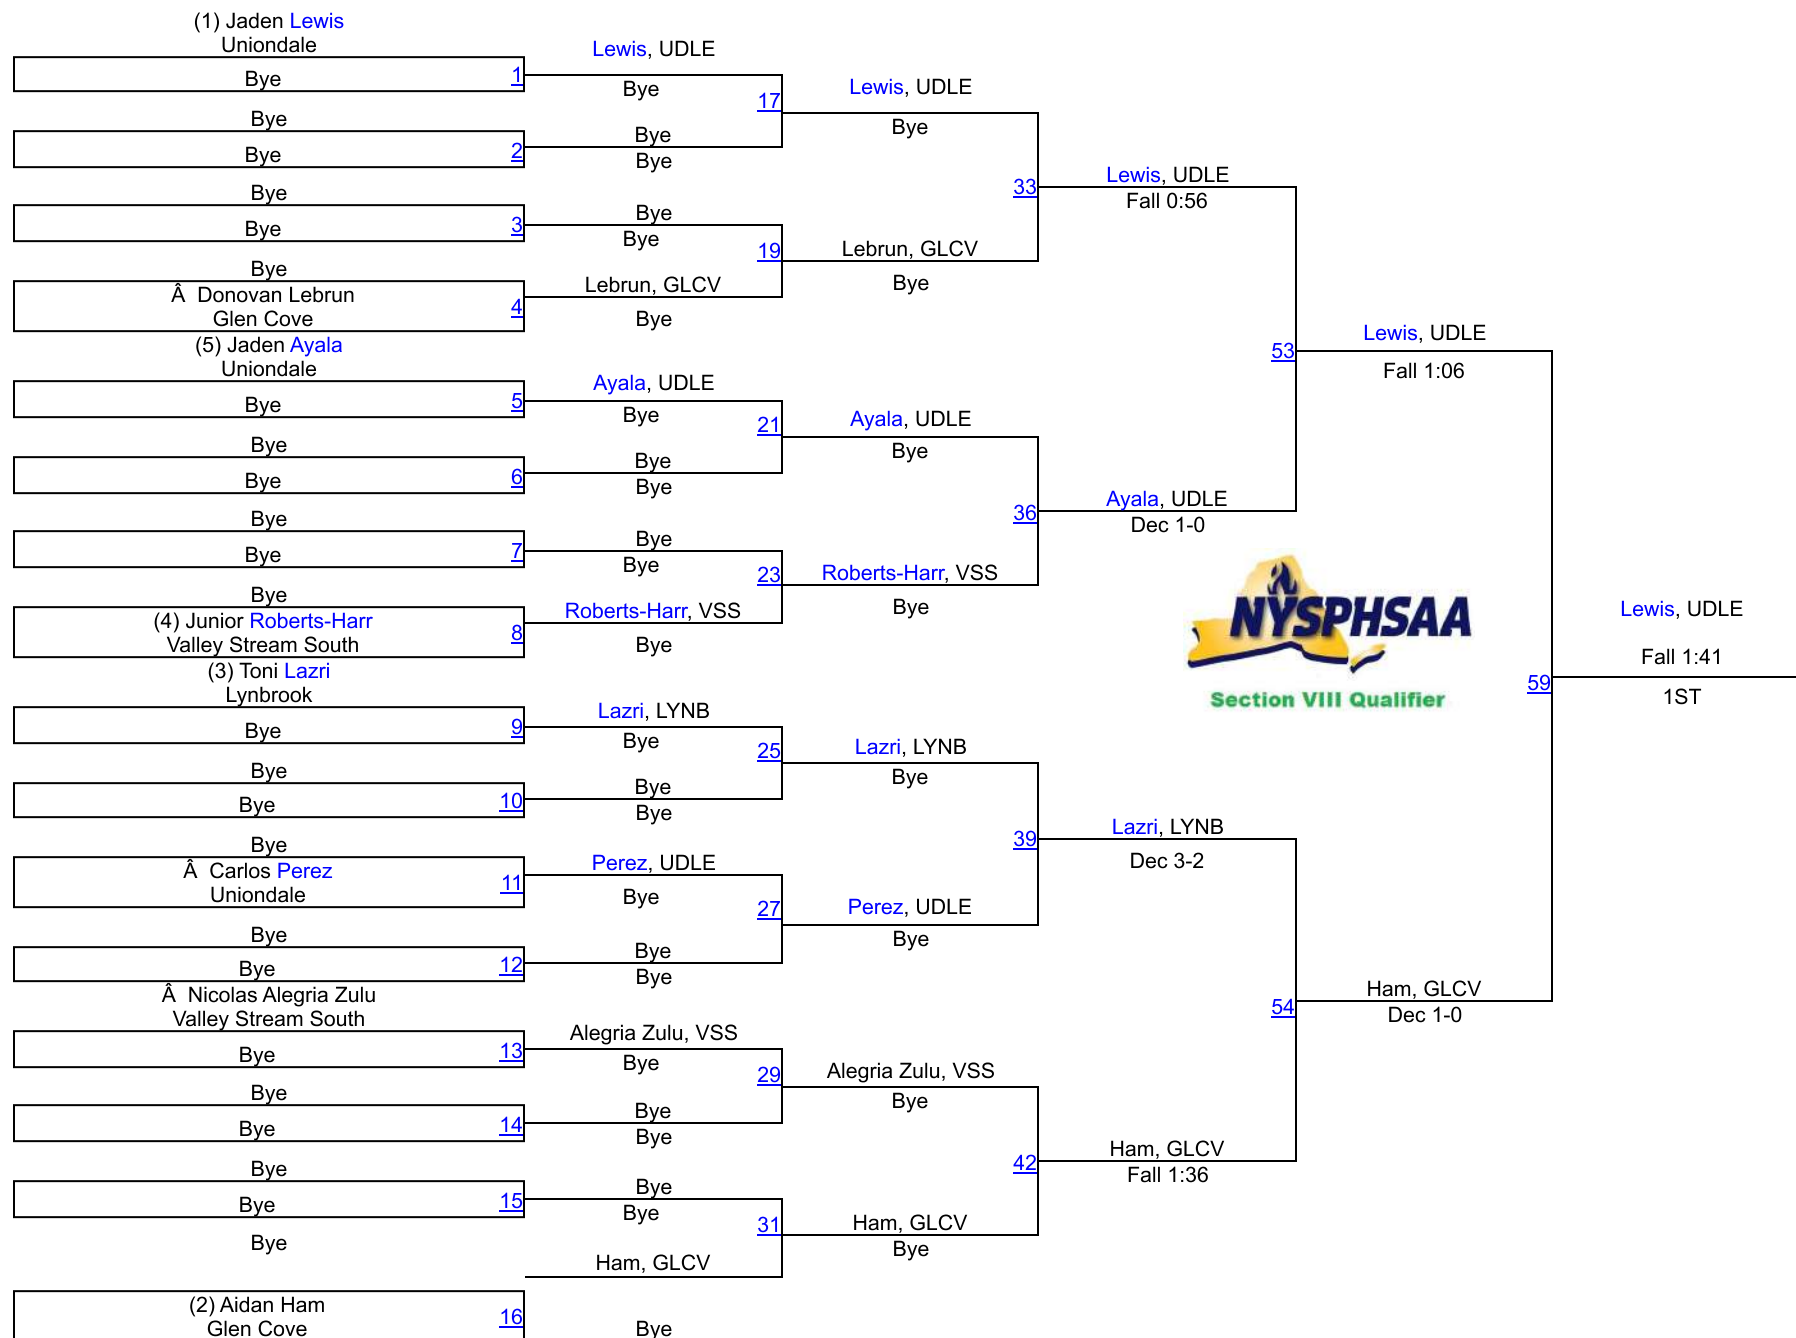 (1) Jaden Lewis
Uniondale
Bye
1
Bye
Bye
2
Bye
Bye
3
Bye
Â Donovan Lebrun
Glen Cove
4
(5) Jaden Ayala
Uniondale
Bye
5
Bye
Bye
6
Bye
Bye
7
Bye
(4) Junior Roberts-Harr
Valley Stream South
8
(3) Toni Lazri
Lynbrook
Bye
9
Bye
Bye
10
Bye
Â Carlos Perez
Uniondale
11
Bye
Bye
12
Â Nicolas Alegria Zulu
Valley Stream South
Bye
13
Bye
Bye
14
Bye
Bye
15
Bye
(2) Aidan Ham
Glen Cove
16
Lewis, UDLE
Bye
17
Bye
Bye
Bye
Bye
19
Lebrun, GLCV
Bye
Ayala, UDLE
Bye
21
Bye
Bye
Bye
Bye
23
Roberts-Harr, VSS
Bye
Lazri, LYNB
Bye
25
Bye
Bye
Perez, UDLE
Bye
27
Bye
Bye
Alegria Zulu, VSS
Bye
29
Bye
Bye
Bye
Bye
31
Ham, GLCV
Bye
Lewis, UDLE
Bye
33
Lebrun, GLCV
Bye
Ayala, UDLE
Bye
36
Roberts-Harr, VSS
Bye
Lazri, LYNB
Bye
39
Perez, UDLE
Bye
Alegria Zulu, VSS
Bye
42
Ham, GLCV
Bye
Lewis, UDLE
Fall 0:56
53
Ayala, UDLE
Dec 1-0
NYSPHSAA
Section VIII Qualifier
Lazri, LYNB
Dec 3-2
54
Ham, GLCV
Fall 1:36
Lewis, UDLE
Fall 1:06
59
Ham, GLCV
Dec 1-0
Lewis, UDLE
Fall 1:41
1ST